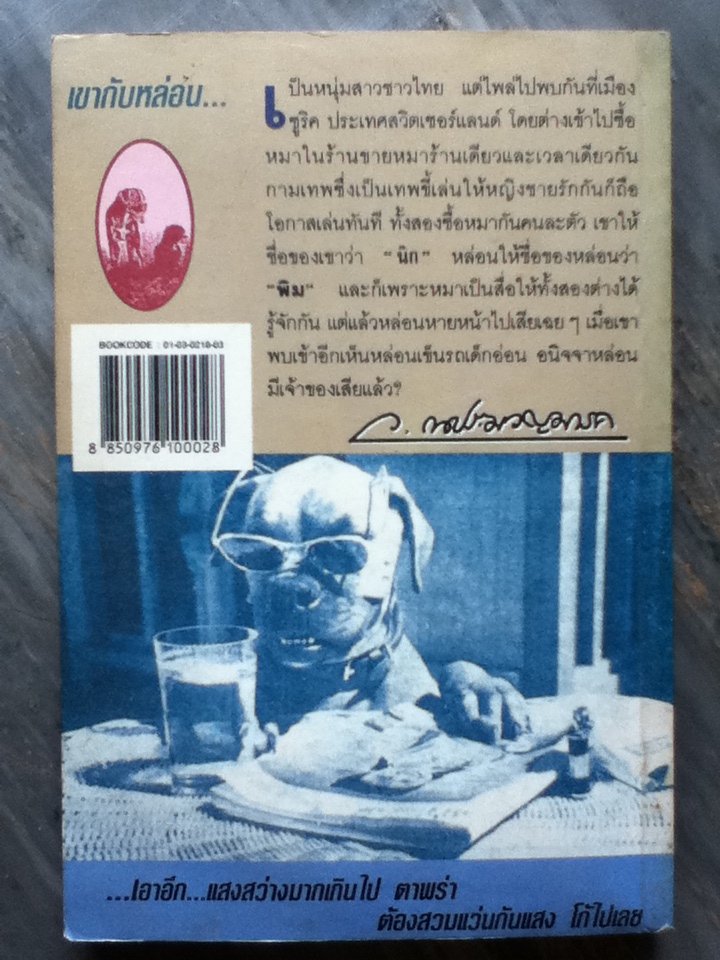 เขากับหล่อน...
เป็นหนุ่มสาวชาวไทย แต่ไพล่ไปพบกันที่เมือง
ซูริค ประเทศสวิตเซอร์แลนด์ โดยต่างเข้าไปซื้อ
หมาในร้านขายหมาร้านเดียวและเวลาเดียวกัน
กามเทพซึ่งเป็นเทพขี้เล่นให้หญิงชายรักกันก็ถือ
โอกาสเล่นทันที ทั้งสองซื้อหมากันคนละตัว เขาให้
ชื่อของเขาว่า "นิก" หล่อนให้ชื่อของหล่อนว่า
"พิม" และก็เพราะหมาเป็นสื่อให้ทั้งสองต่างได้
รู้จักกัน แต่แล้วหล่อนหายหน้าไปเสียเฉย ๆ เมื่อเขา
พบเข้าอีกเห็นหล่อนเข็นรถเด็กอ่อน อนิจจาหล่อน
มีเจ้าของเสียแล้ว?
BOOKCODE : 01-03-0218-03
8 850976 100028
...เอาอีก...แสงสว่างมากเกินไป ตาพร่า
ต้องสวมแว่นกันแสง โก้ไปเลย